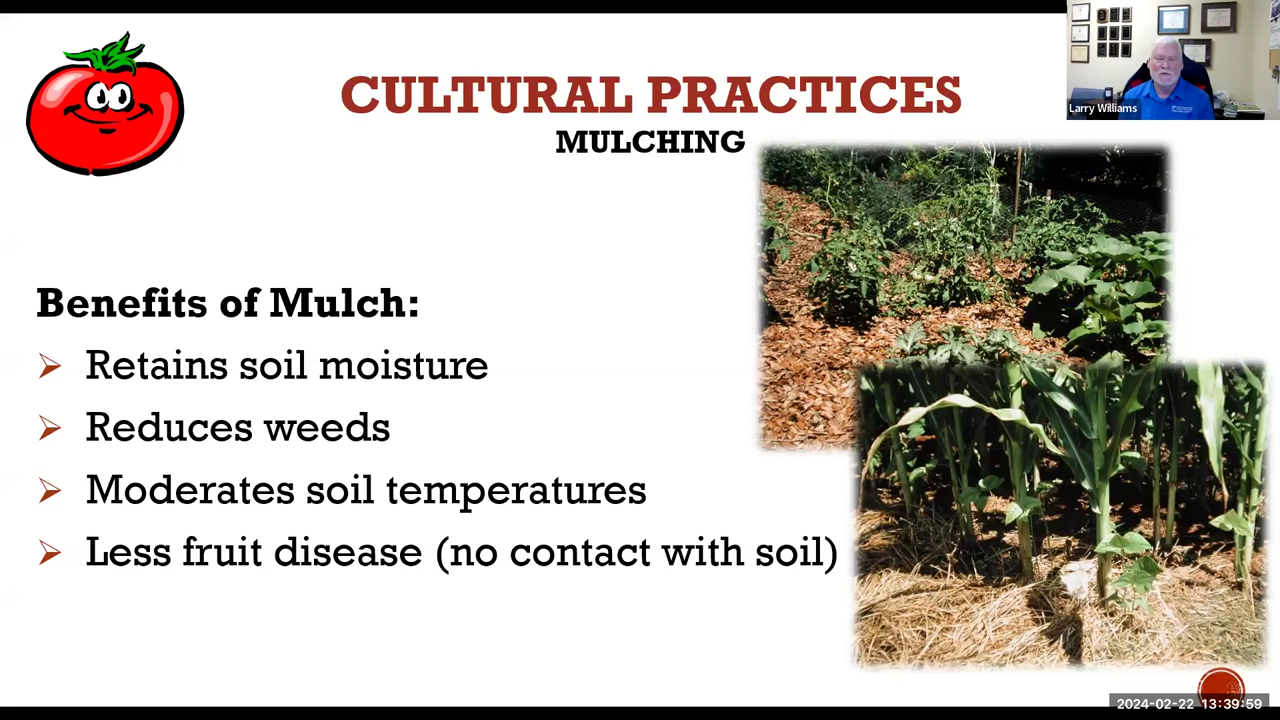 CULTURAL PRACTICES
MULCHING
Larry Williams
Benefits of Mulch:
Retains soil moisture
Reduces weeds
Moderates soil temperatures
Less fruit disease (no contact with soil)
2024-02-22 13:39:59